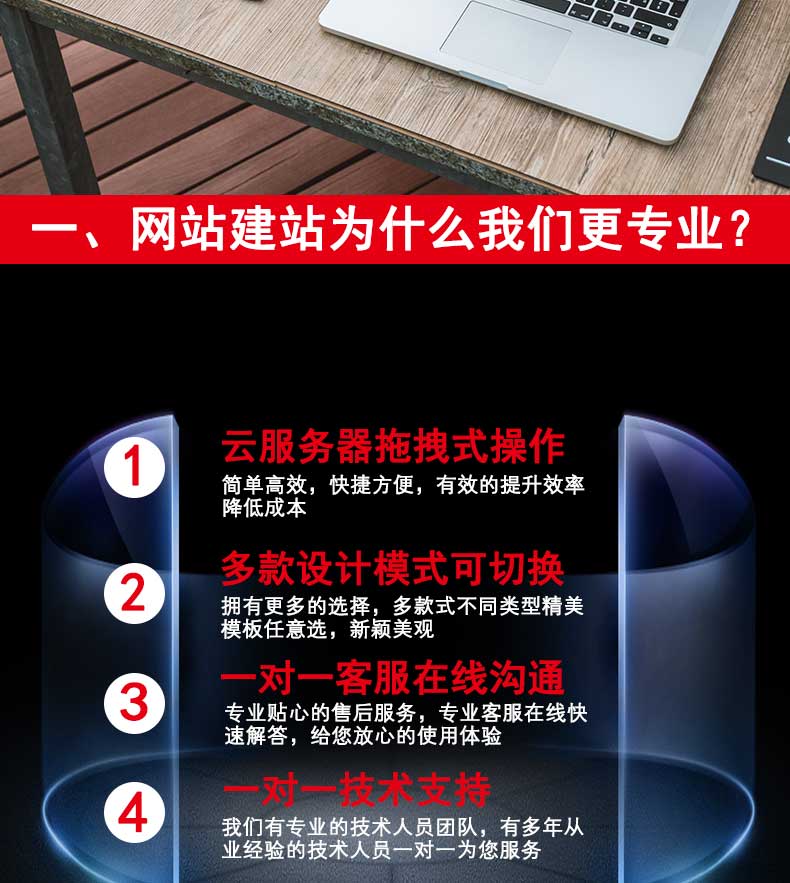 一、网站建站为什么我们更专业？
1
云服务器拖拽式操作
简单高效，快捷方便，有效的提升效率
降低成本
2
多款设计模式可切换
拥有更多的选择，多款式不同类型精美
模板任意选，新颖美观
3
一对一客服在线沟通
专业贴心的售后服务，专业客服在线快
速解答，给您放心的使用体验
4
一对一技术支持
我们有专业的技术人员团队，有多年从
业经验的技术人员一对一为您服务